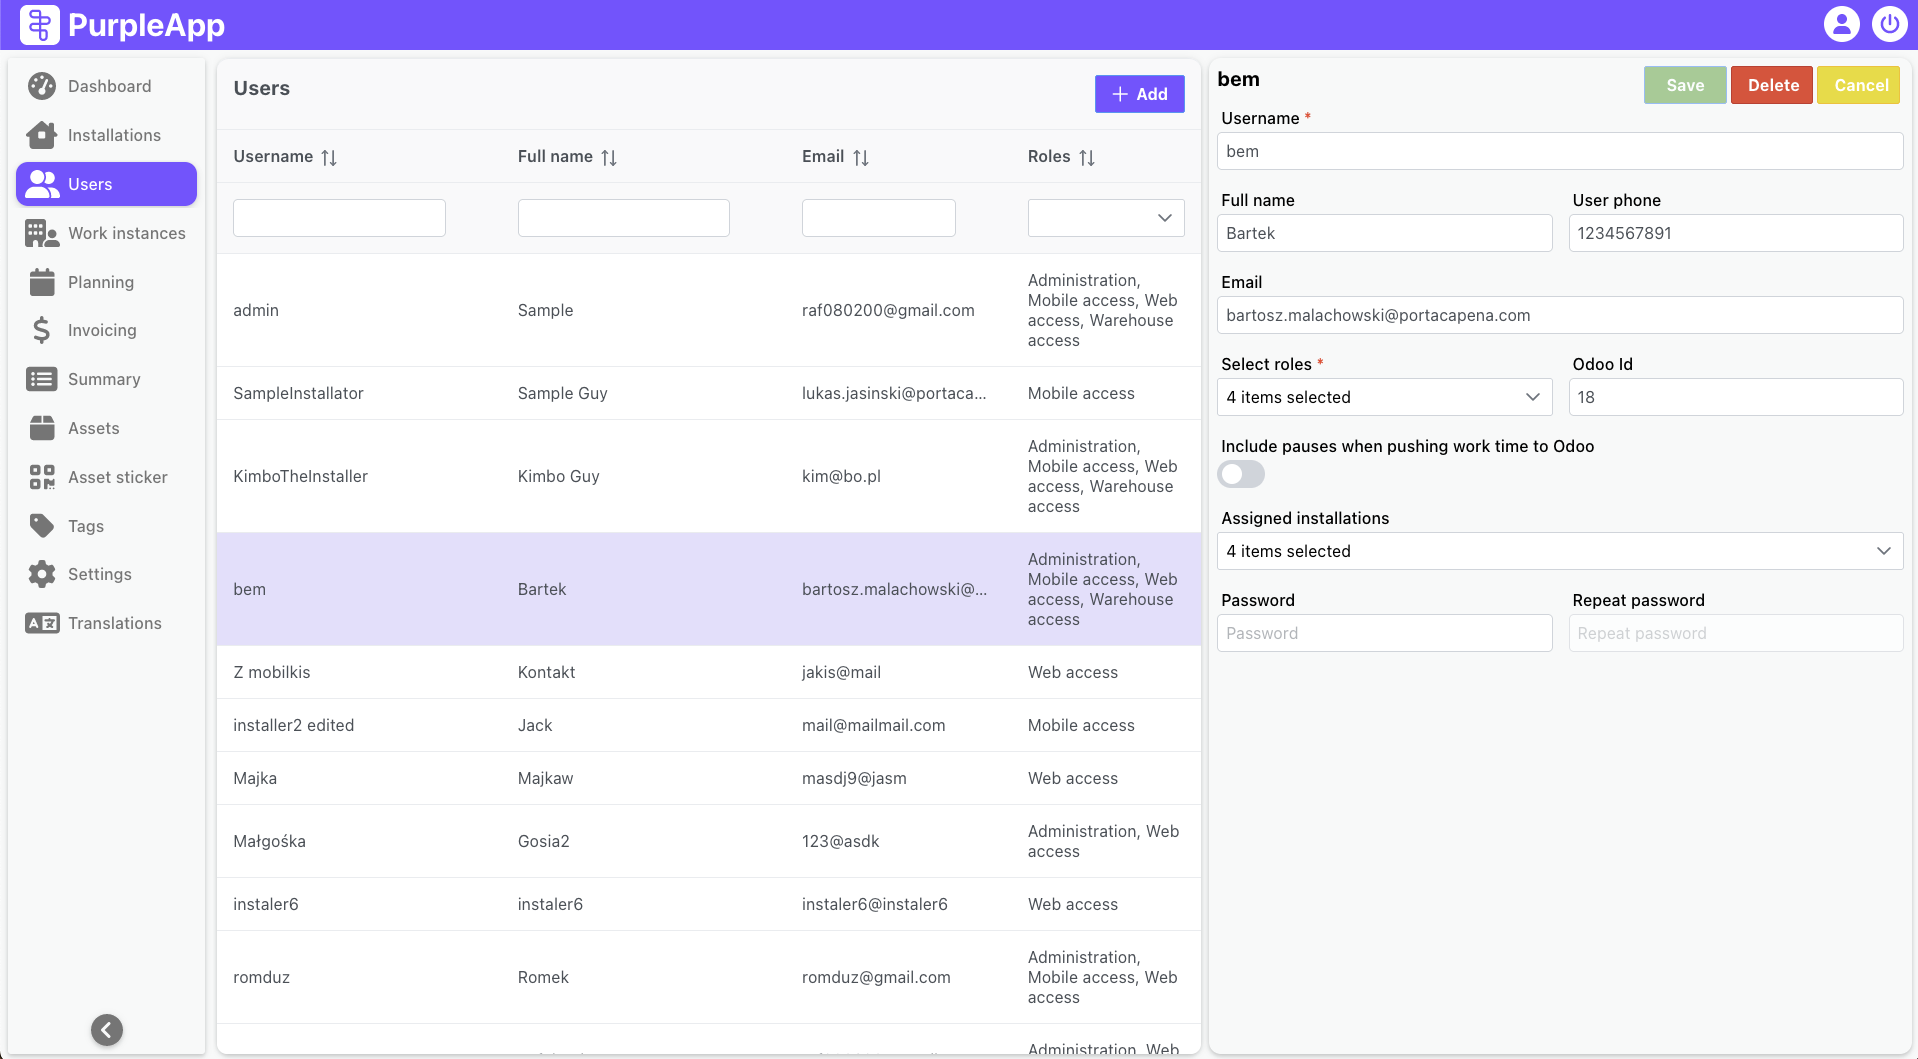 PurpleApp
Dashboard
Installations
Users
Work instances
Planning
Invoicing
Summary
Assets
Asset sticker
Tags
Settings
Translations
Users
Add
Username
Full name
Email
Roles
admin
Sample
raf080200@gmail.com
Administration,
Mobile access, Web
access, Warehouse
access
SampleInstallator
Sample Guy
lukas.jasinski@portaca...
Mobile access
KimboTheInstaller
Kimbo Guy
kim@bo.pl
Administration,
Mobile access, Web
access, Warehouse
access
bem
Bartek
bartosz.malachowski@...
Administration,
Mobile access, Web
access, Warehouse
access
Z mobilkis
Kontakt
jakis@mail
Web access
installer2 edited
Jack
mail@mailmail.com
Mobile access
Majka
Majkaw
masdj9@jasm
Web access
Małgośka
Gosia2
123@asdk
Administration, Web
access
instaler6
instaler6
instaler6@instaler6
Web access
romduz
Romek
romduz@gmail.com
Administration,
Mobile access, Web
access
Administration, Web
bem
Save
Delete
Cancel
Username *
bem
Full name
Bartek
User phone
1234567891
Email
bartosz.malachowski@portacapena.com
Select roles *
4 items selected
Odoo Id
18
Include pauses when pushing work time to Odoo
Assigned installations
4 items selected
Password
Password
Repeat password
Repeat password